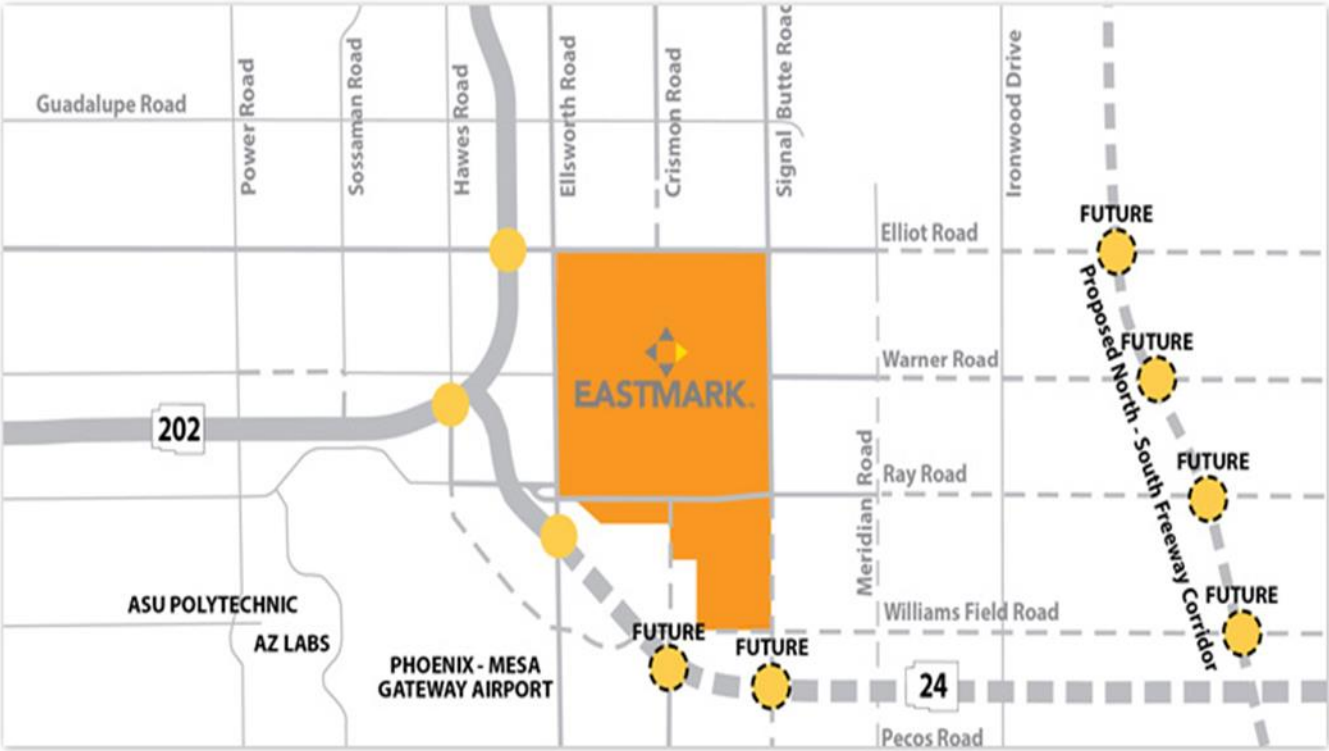 Guadalupe Road
Power Road
Sossaman Road
Hawes Road
Ellsworth Road
Crismon Road
Signal Butte Road
Ironwood Drive
Elliot Road
FUTURE
Proposed North - South Freeway Corridor
FUTURE
Warner Road
EASTMARK.
202
FUTURE
Ray Road
Meridian Road
ASU POLYTECHNIC
AZ LABS
FUTURE
Williams Field Road
FUTURE
FUTURE
PHOENIX - MESA
GATEWAY AIRPORT
24
Pecos Road